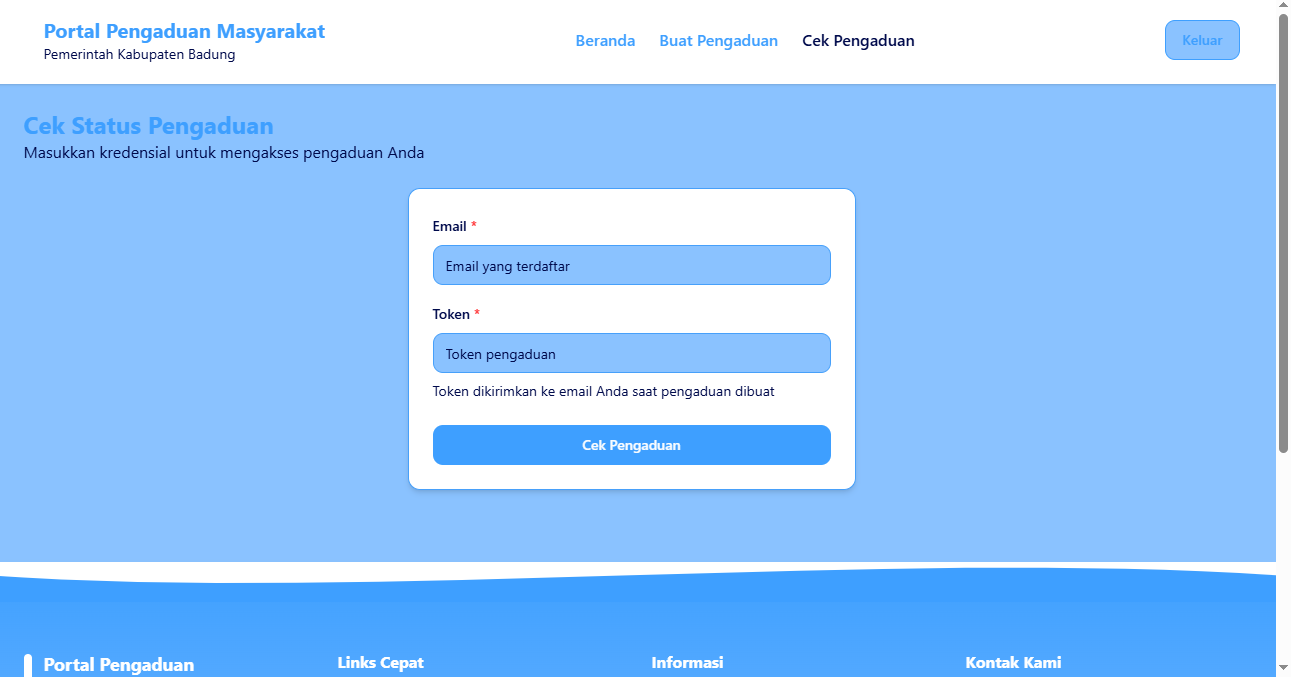 Portal Pengaduan Masyarakat
Pemerintah Kabupaten Badung
Beranda
Buat Pengaduan
Cek Pengaduan
Keluar
Cek Status Pengaduan
Masukkan kredensial untuk mengakses pengaduan Anda
Email *
Email yang terdaftar
Token *
Token pengaduan
Token dikirimkan ke email Anda saat pengaduan dibuat
Cek Pengaduan
Portal Pengaduan
Links Cepat
Informasi
Kontak Kami